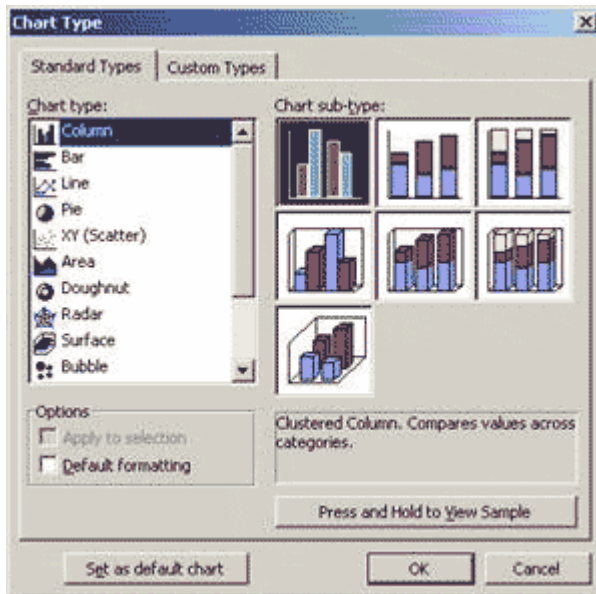 Chart Type
Standard Types
Custom Types
Chart type:
Column
Bar
Line
Pie
XY (Scatter)
Area
Doughnut
Radar
Surface
Bubble
Chart sub-type:
Options
Apply to selection
Default formatting
Clustered Column. Compares values across
categories.
Press and Hold to View Sample
Set as default chart
OK
Cancel